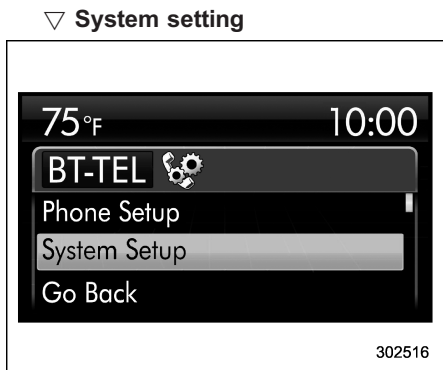 ▽ System setting
75°F 10:00
BT-TEL
Phone Setup
System Setup
Go Back
302516